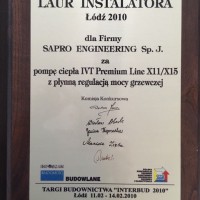 LAUR INSTALATORA
Łódź 2010
dla Firmy
SAPRO ENGINEERING Sp. J.
za
pompę ciepła IVT Premium Line X11/X15
z płynną regulacją mocy grzewczej
Komisja Konkursowa
BUDOWLANE
TARGI BUDOWNICTWA "INTERBUD 2010"
Łódź 11.02 - 14.02.2010